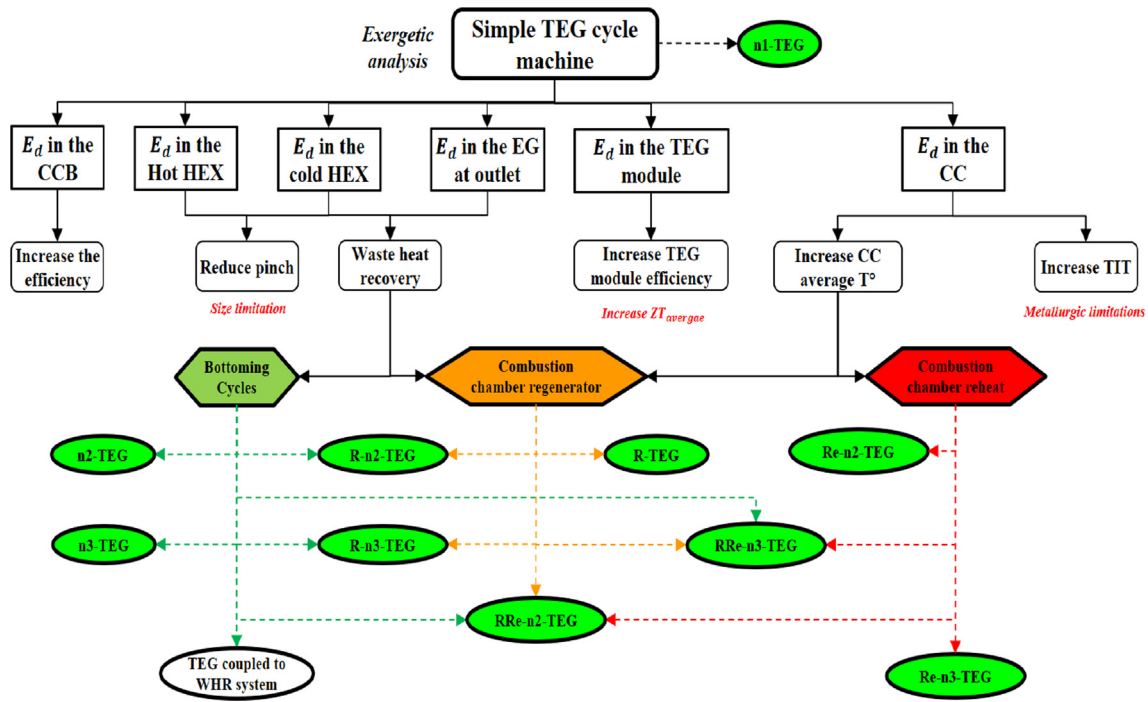 Exergetic
analysis
Simple TEG cycle
machine
n1-TEG
E_d in the
CCB
E_d in the
Hot HEX
E_d in the
cold HEX
E_d in the EG
at outlet
E_d in the TEG
module
E_d in the
CC
Increase the
efficiency
Reduce pinch
Waste heat
recovery
Increase TEG
module efficiency
Increase CC
average T°
Increase TIT
Size limitation
Increase ZT_avergae
Metallurgic limitations
Bottoming
Cycles
Combustion
chamber regenerator
Combustion
chamber reheat
n2-TEG
R-n2-TEG
R-TEG
Re-n2-TEG
n3-TEG
R-n3-TEG
RRe-n3-TEG
RRe-n2-TEG
TEG coupled to
WHR system
Re-n3-TEG